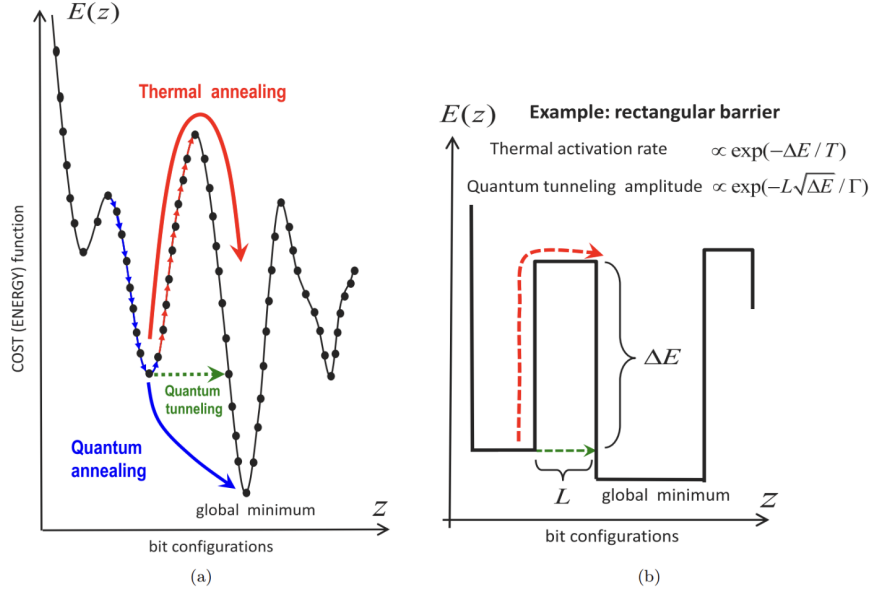 E(z)
Thermal annealing
COST (ENERGY) function
Quantum
tunneling
Quantum
annealing
global minimum
z
bit configurations
(a)
Example: rectangular barrier
E(z)
Thermal activation rate ∝ exp(−ΔE / T)
Quantum tunneling amplitude ∝ exp(−L√ΔE / Γ)
ΔE
L
global minimum
z
bit configurations
(b)